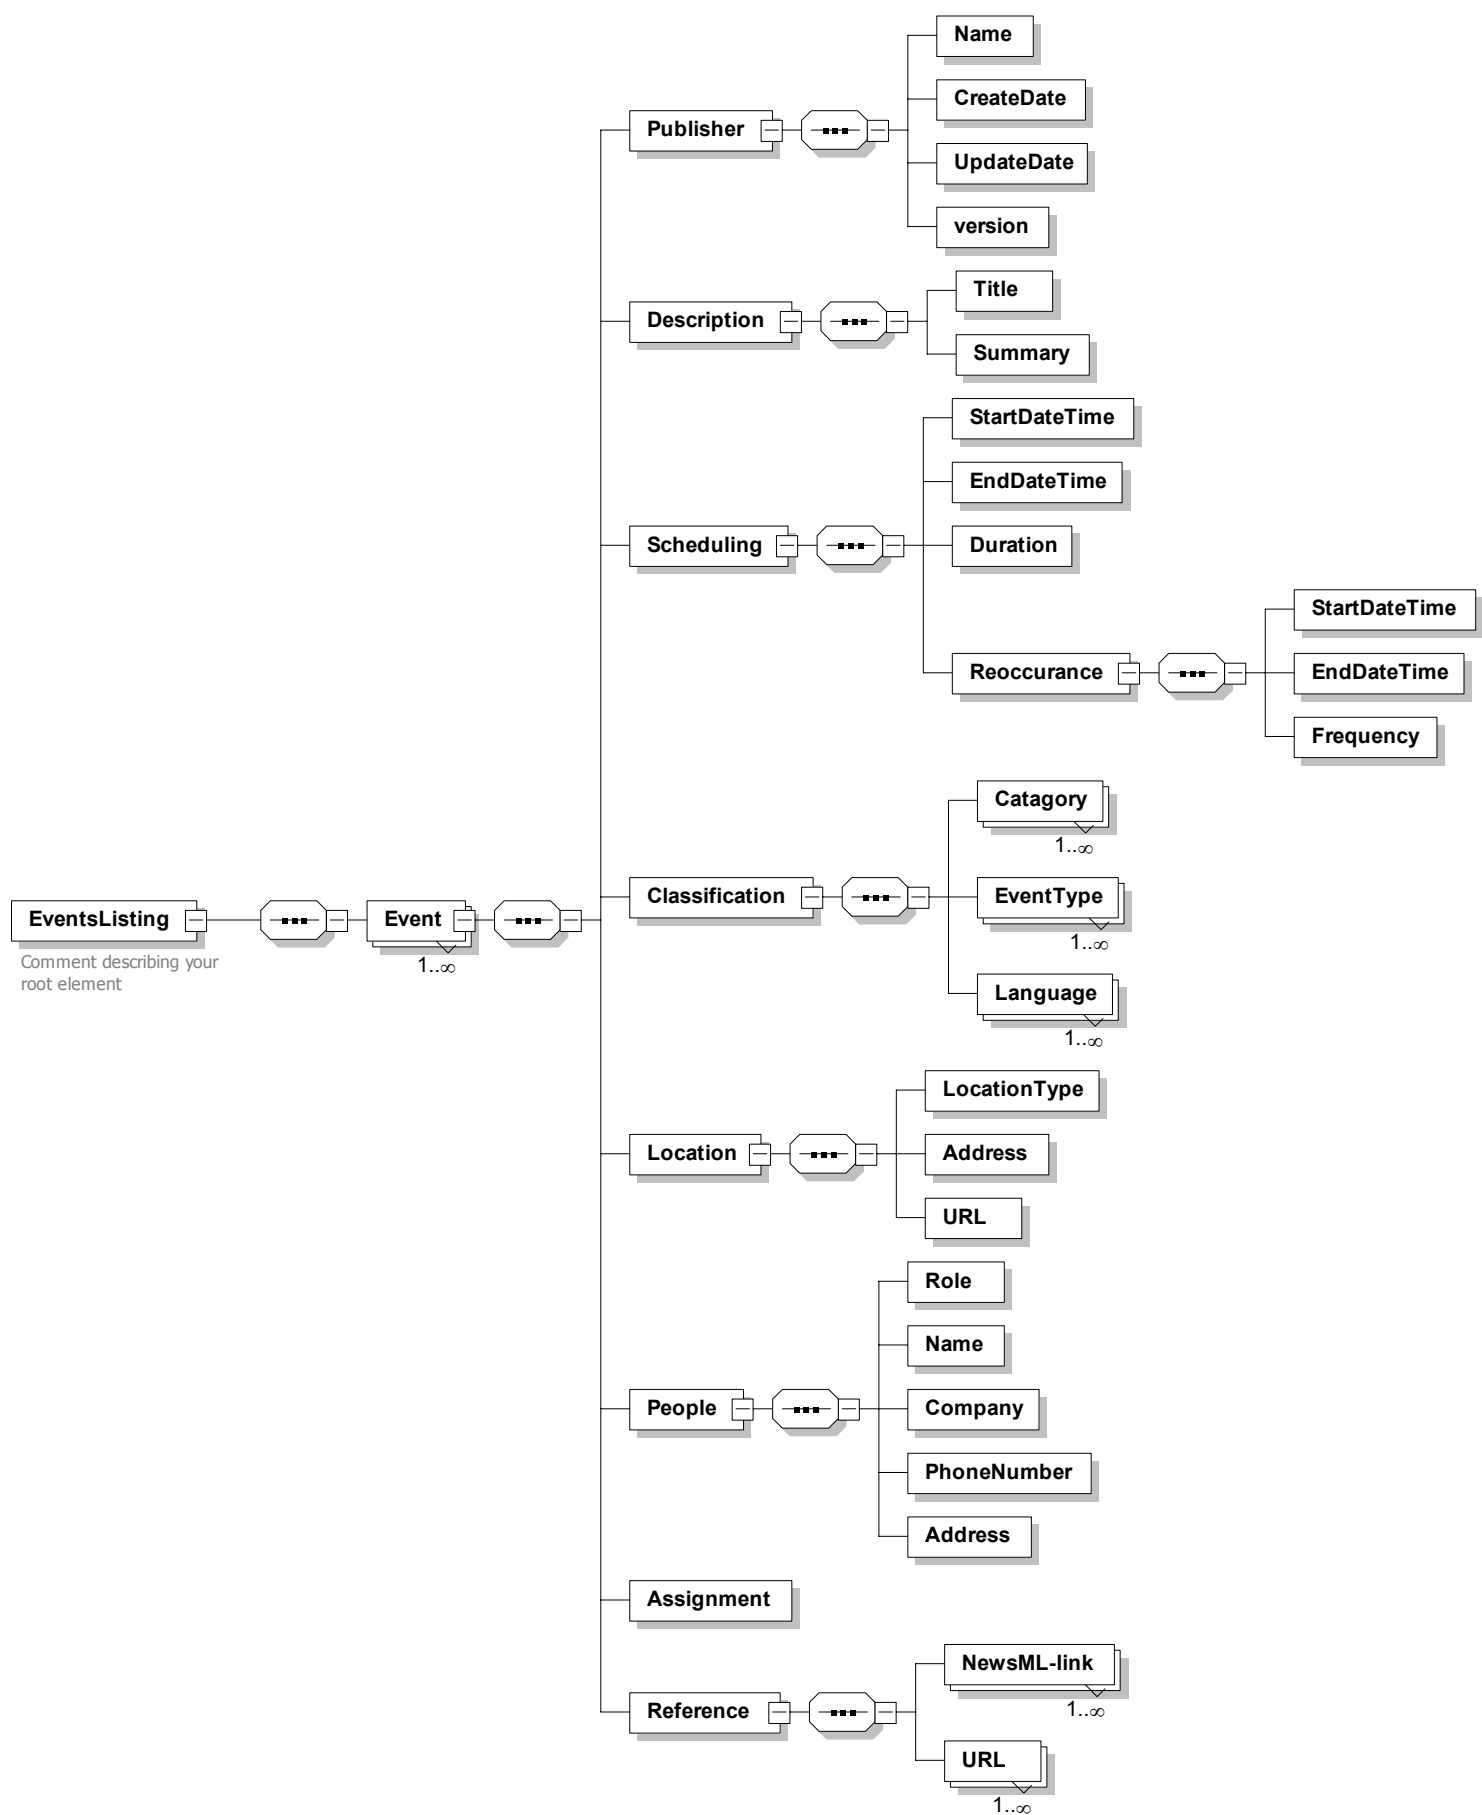 Name
CreateDate
Publisher
UpdateDate
version
Title
Description
Summary
StartDateTime
EndDateTime
Scheduling
Duration
StartDateTime
Reoccurance
EndDateTime
Frequency
Catagory
1..∞
Classification
EventType
1..∞
EventsListing
Event
Comment describing your
root element
1..∞
Language
1..∞
LocationType
Location
Address
URL
Role
Name
People
Company
PhoneNumber
Address
Assignment
NewsML-link
1..∞
Reference
URL
1..∞